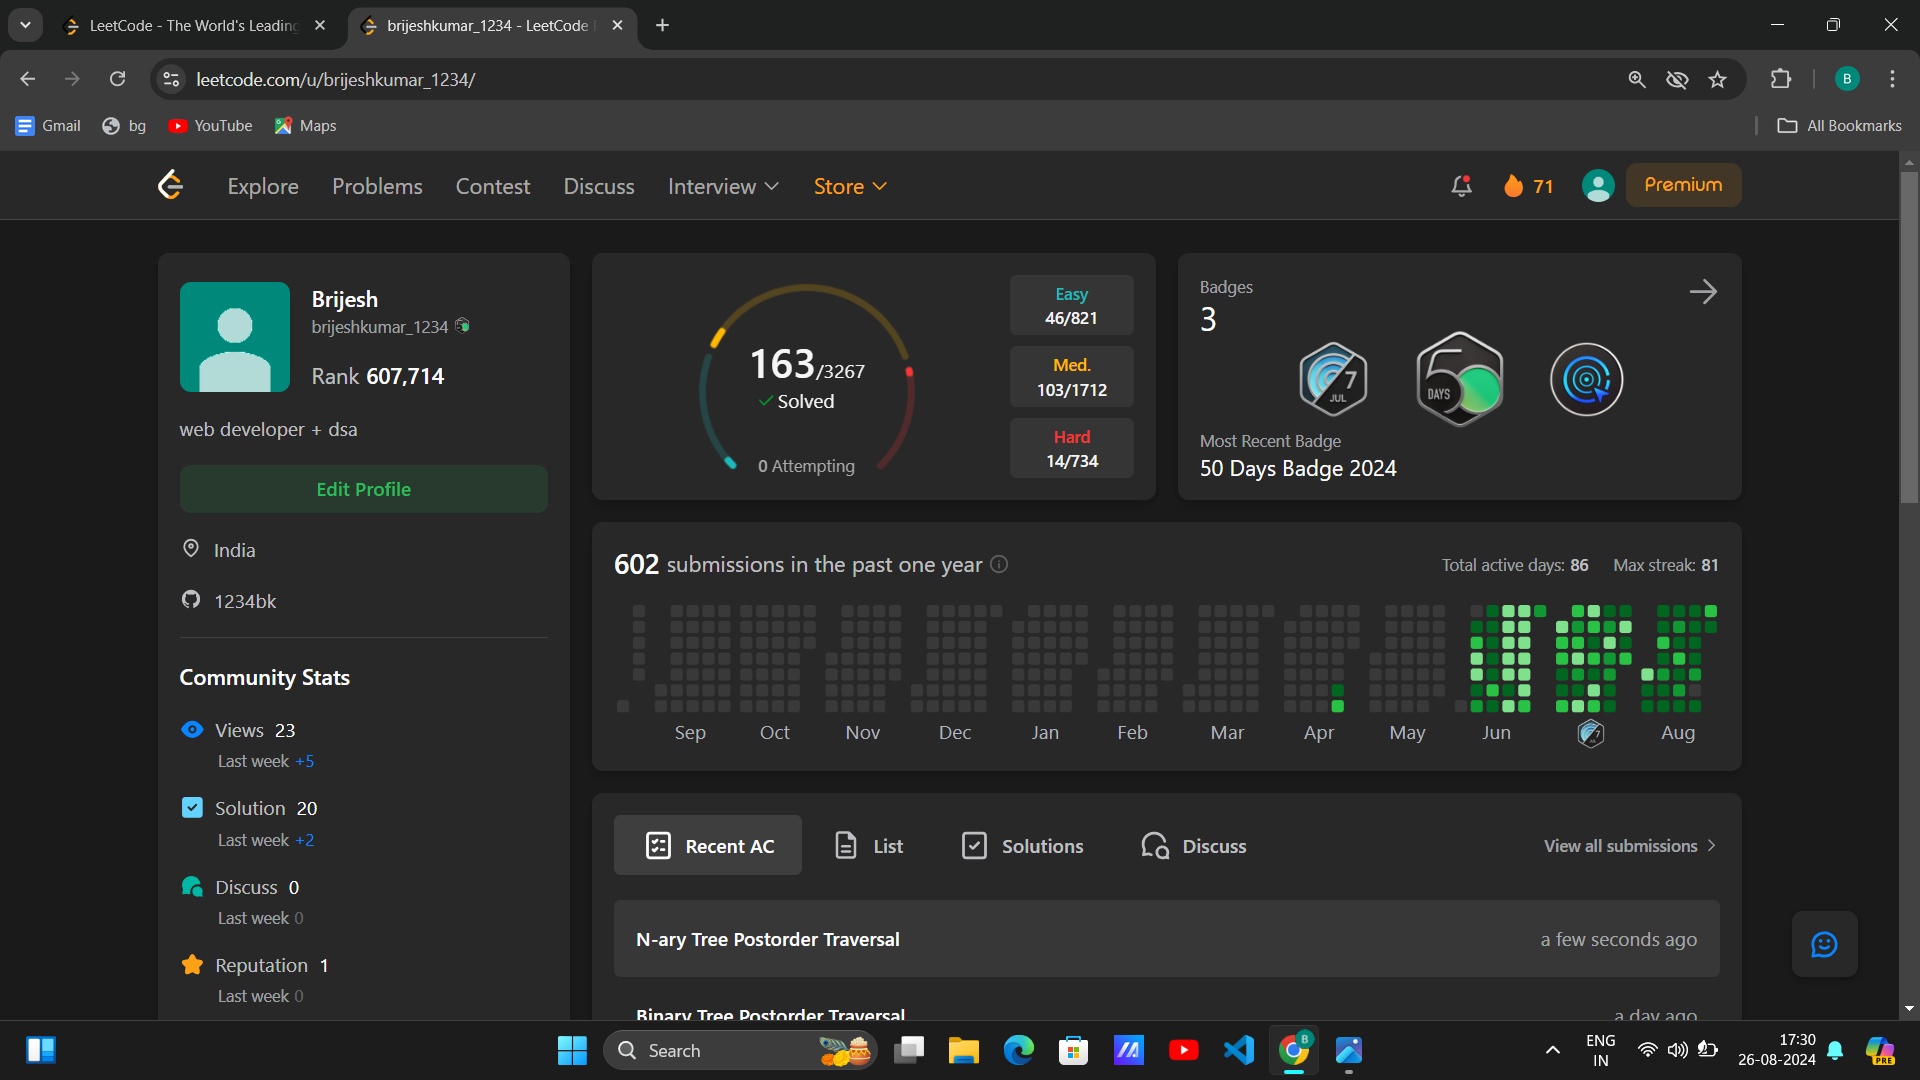 LeetCode - The World's Leading
brijeshkumar_1234 - LeetCode
leetcode.com/u/brijeshkumar_1234/
B
Gmail
bg
YouTube
Maps
All Bookmarks
Explore
Problems
Contest
Discuss
Interview
Store
71
Premium
Brijesh
brijeshkumar_1234
Rank 607,714
web developer + dsa
Edit Profile
India
1234bk
Community Stats
Views 23
Last week +5
Solution 20
Last week +2
Discuss 0
Last week 0
Reputation 1
Last week 0
163/3267
Solved
0 Attempting
Easy
46/821
Med.
103/1712
Hard
14/734
Badges
3
7
JUL
50
DAYS
Most Recent Badge
50 Days Badge 2024
602 submissions in the past one year
Total active days: 86
Max streak: 81
Sep
Oct
Nov
Dec
Jan
Feb
Mar
Apr
May
Jun
7
Aug
Recent AC
List
Solutions
Discuss
View all submissions
N-ary Tree Postorder Traversal
a few seconds ago
Binary Tree Postorder Traversal
a day ago
Search
B
ENG
IN
17:30
26-08-2024
PRE